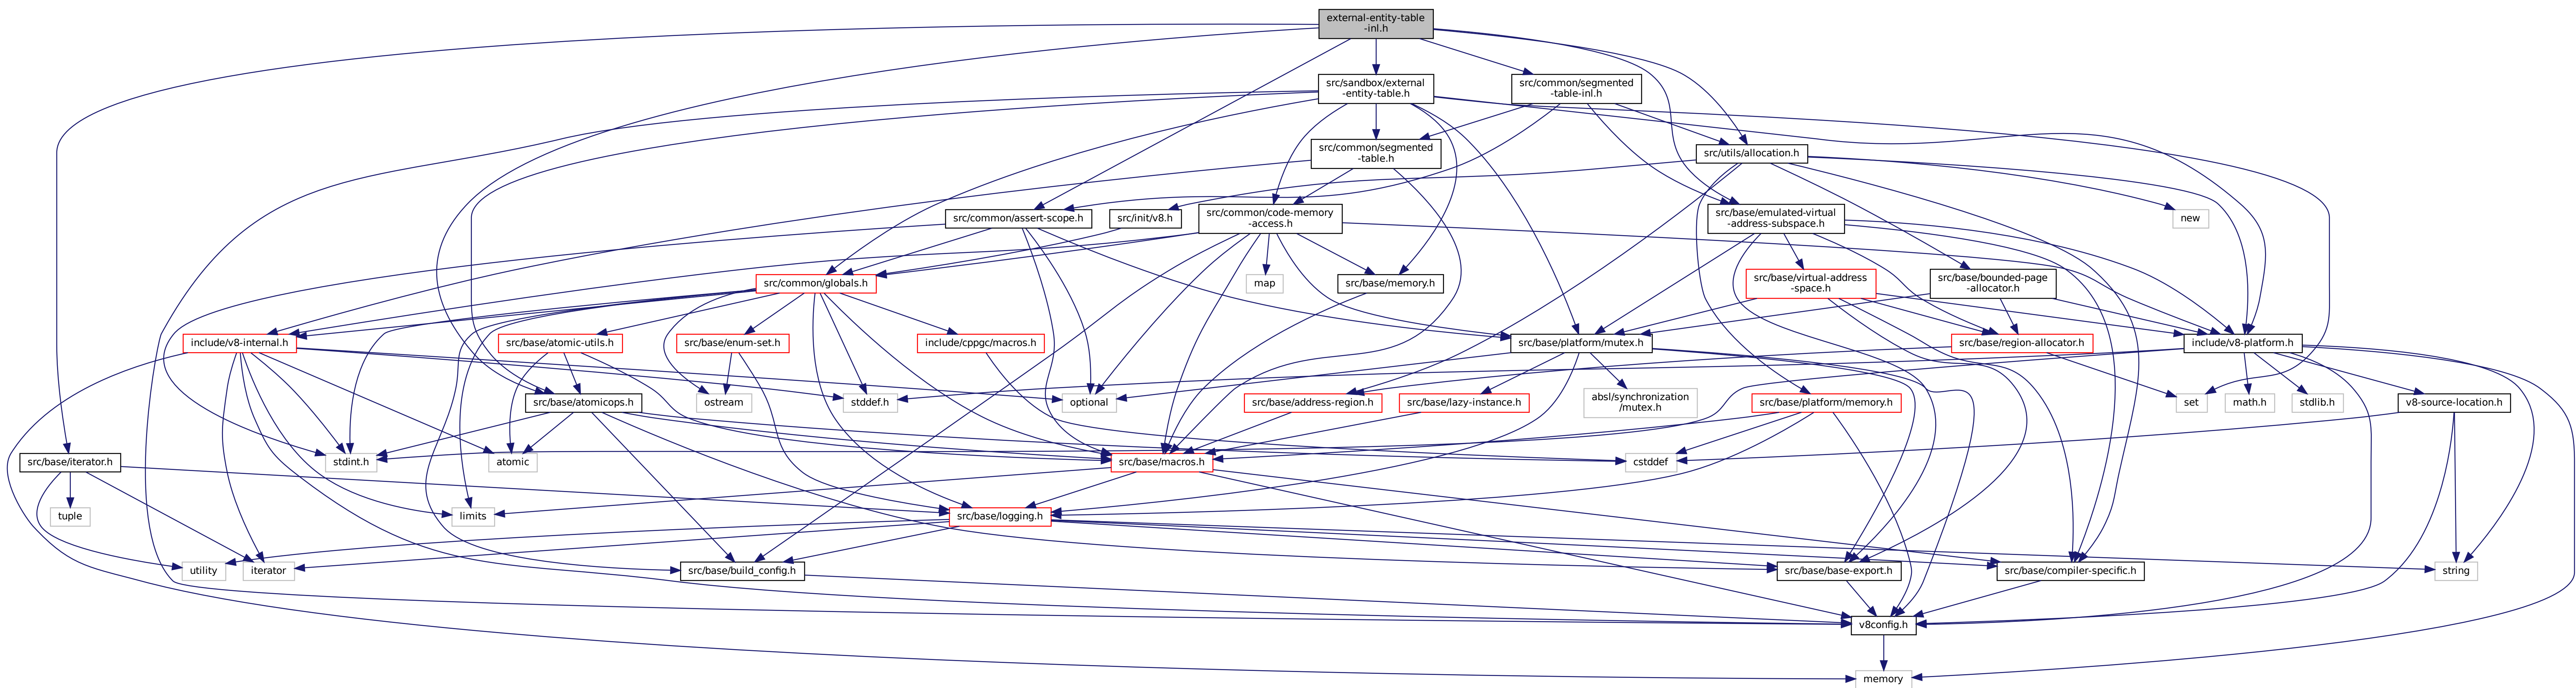 external-entity-table
-inl.h
src/sandbox/external
-entity-table.h
src/common/segmented
-table-inl.h
src/common/segmented
-table.h
src/utils/allocation.h
src/common/assert-scope.h
src/init/v8.h
src/common/code-memory
-access.h
src/base/emulated-virtual
-address-subspace.h
new
src/common/globals.h
map
src/base/memory.h
src/base/virtual-address
-space.h
src/base/bounded-page
-allocator.h
include/v8-internal.h
src/base/atomic-utils.h
src/base/enum-set.h
include/cppgc/macros.h
src/base/platform/mutex.h
src/base/region-allocator.h
include/v8-platform.h
src/base/atomicops.h
ostream
stddef.h
optional
src/base/address-region.h
src/base/lazy-instance.h
absl/synchronization
/mutex.h
src/base/platform/memory.h
set
math.h
stdlib.h
v8-source-location.h
src/base/iterator.h
stdint.h
atomic
src/base/macros.h
cstddef
tuple
limits
src/base/logging.h
utility
iterator
src/base/build_config.h
src/base/base-export.h
src/base/compiler-specific.h
string
v8config.h
memory